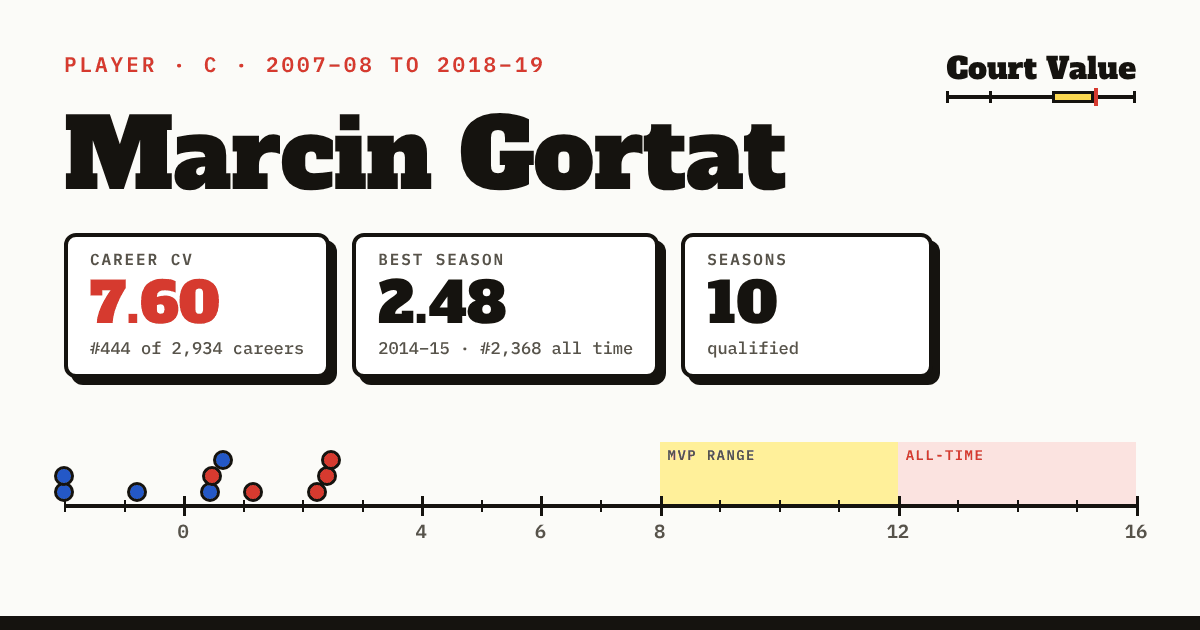 PLAYER · C · 2007–08 TO 2018–19
Court Value
Marcin Gortat
CAREER CV
7.60
#444 of 2,934 careers
BEST SEASON
2.48
2014–15 · #2,368 all time
SEASONS
10
qualified
MVP RANGE
ALL-TIME
0 4 6 8 12 16